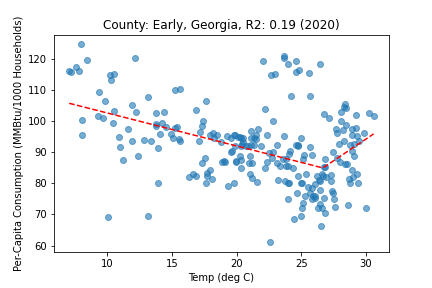 County: Early, Georgia, R2: 0.19 (2020)
Per-Capita Consumption (MMBtu/1000 Households)
120
110
100
90
80
70
60
10 15 20 25 30
Temp (deg C)